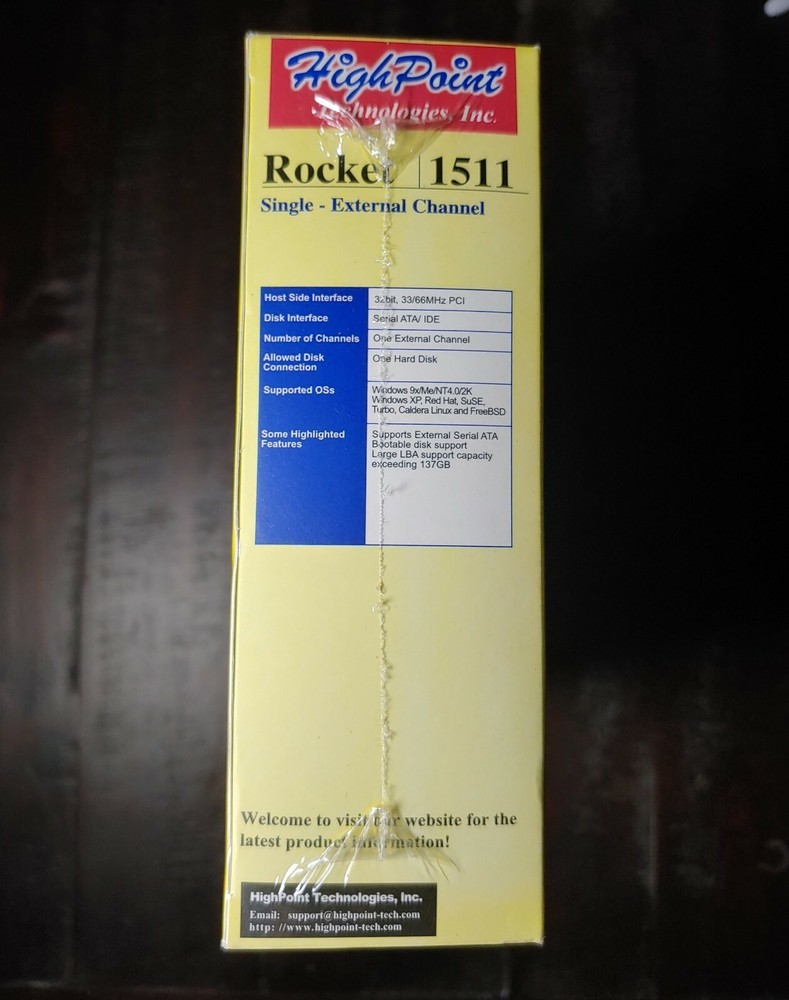 HighPoint
Technologies, Inc.
Rocket 1511
Single - External Channel
Host Side Interface 32bit, 33/66MHz PCI
Disk Interface Serial ATA/ IDE
Number of Channels One External Channel
Allowed Disk One Hard Disk
Connection
Supported OSs Windows 9x/Me/NT4.0/2K
Windows XP, Red Hat, SuSE,
Turbo, Caldera Linux and FreeBSD
Some Highlighted Supports External Serial ATA
Features Bootable disk support
Large LBA support capacity
exceeding 137GB
Welcome to visit our website for the
latest product information!
HighPoint Technologies, Inc.
Email: support@highpoint-tech.com
http: //www.highpoint-tech.com